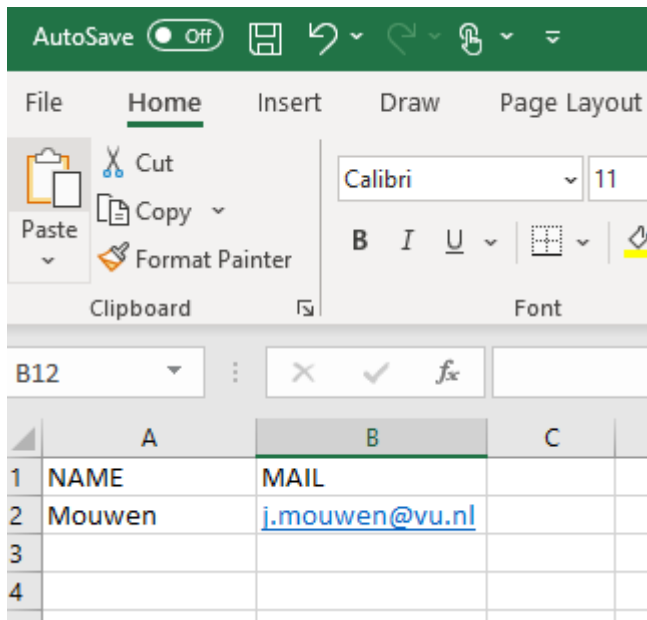 AutoSave Off
File Home Insert Draw Page Layout
Cut
Calibri 11
Copy
Paste
B I U
Format Painter
Clipboard Font
B12 fx
A B C
1 NAME MAIL
2 Mouwen j.mouwen@vu.nl
3
4